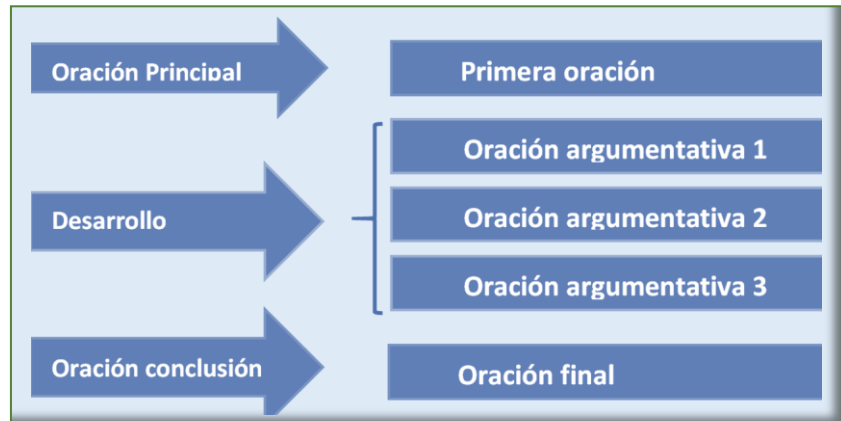 Oración Principal
Primera oración
Oración argumentativa 1
Desarrollo
Oración argumentativa 2
Oración argumentativa 3
Oración conclusión
Oración final